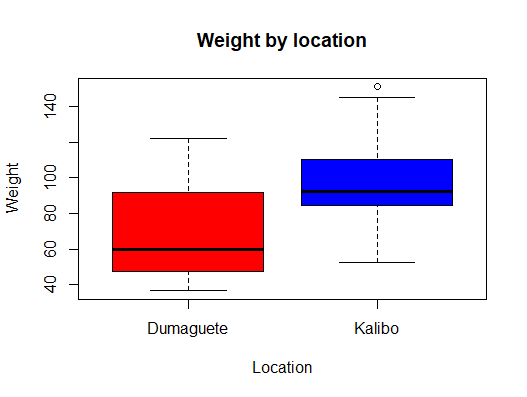 Weight by location
Weight
140
100
80
60
40
Dumaguete
Kalibo
Location